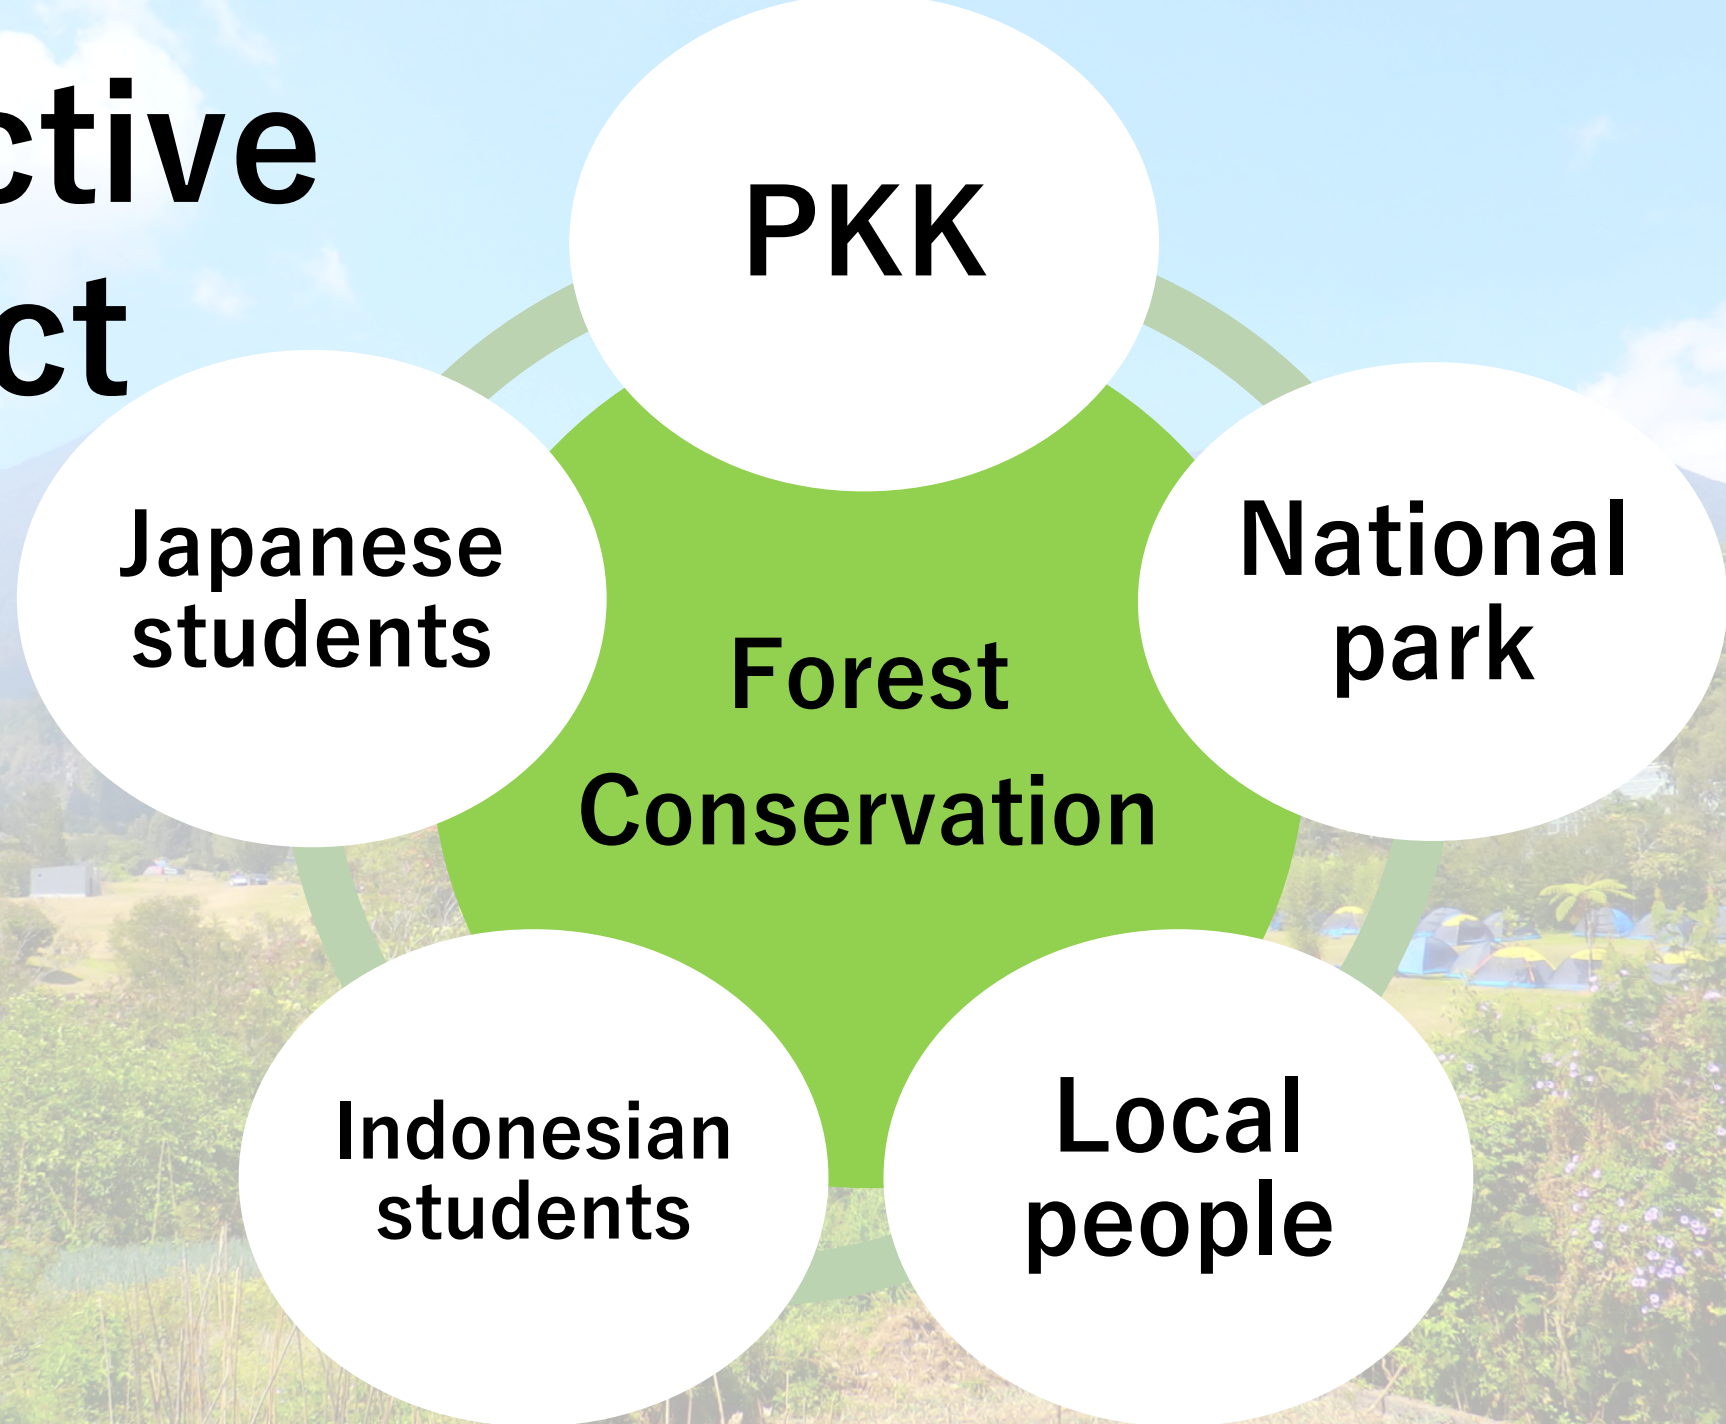 ctive
ct
PKK
Japanese
students
National
park
Forest
Conservation
Indonesian
students
Local
people